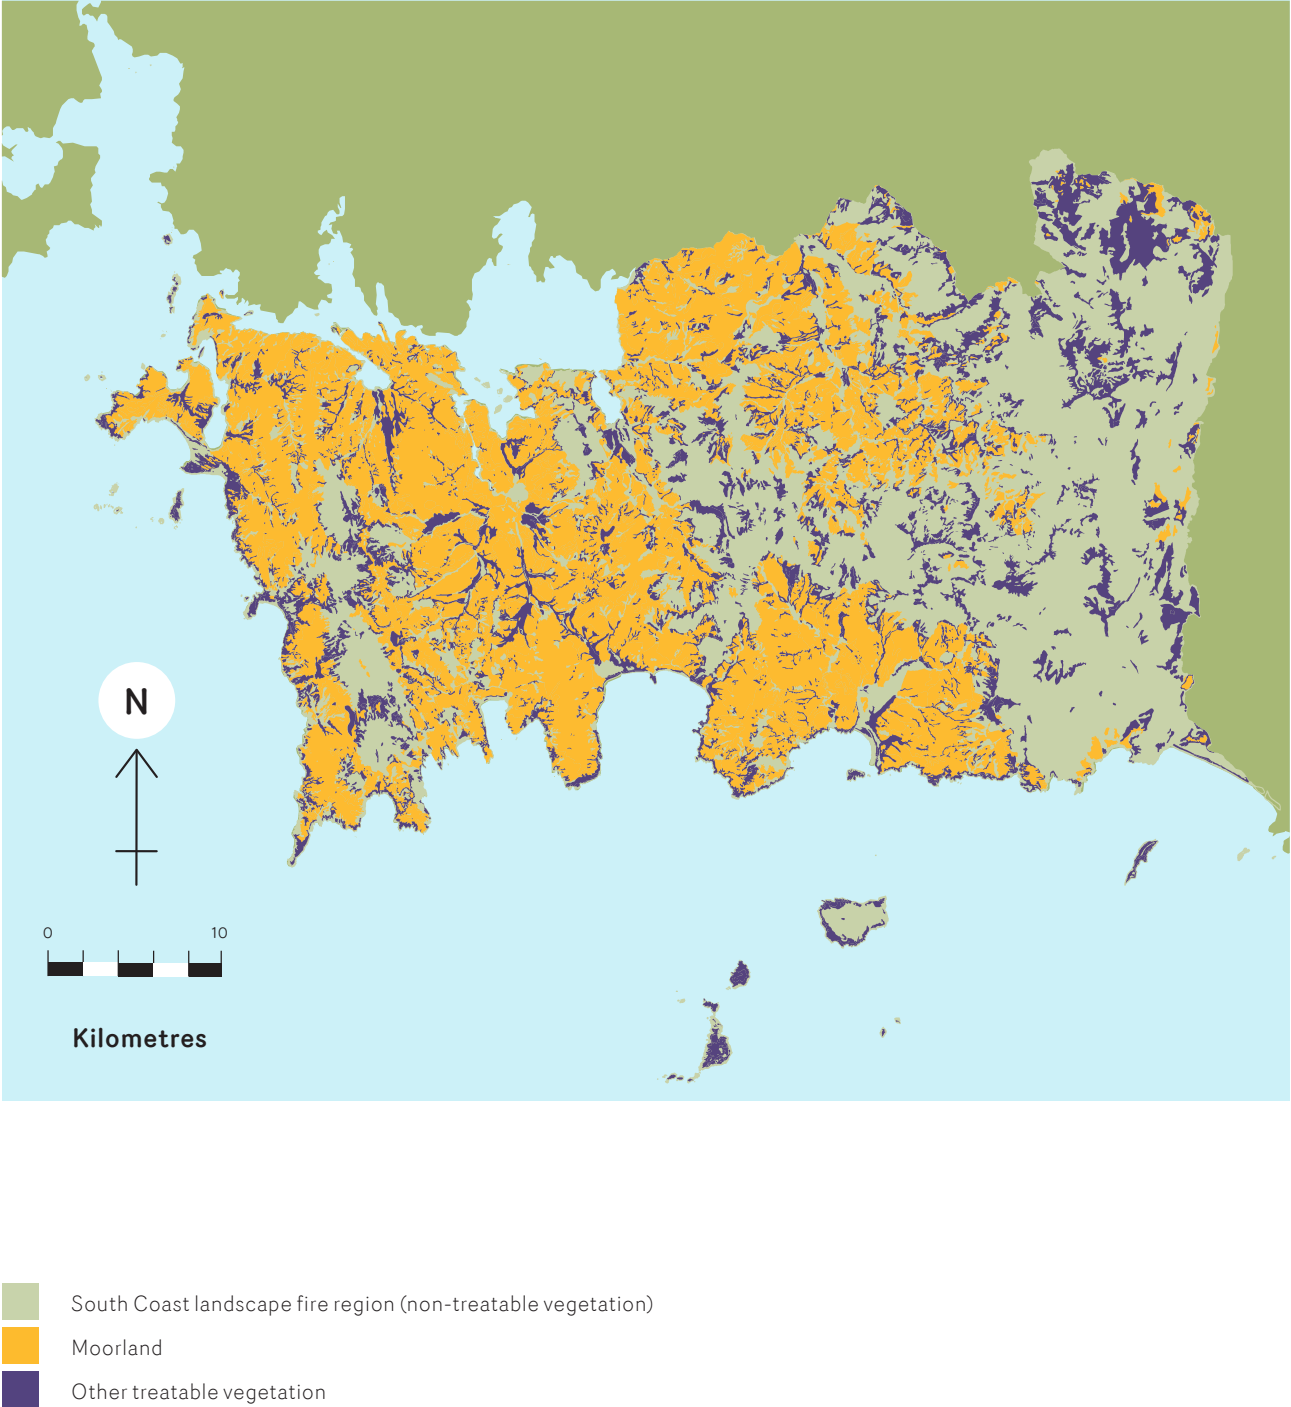 N
0 10
Kilometres
South Coast landscape fire region (non-treatable vegetation)
Moorland
Other treatable vegetation